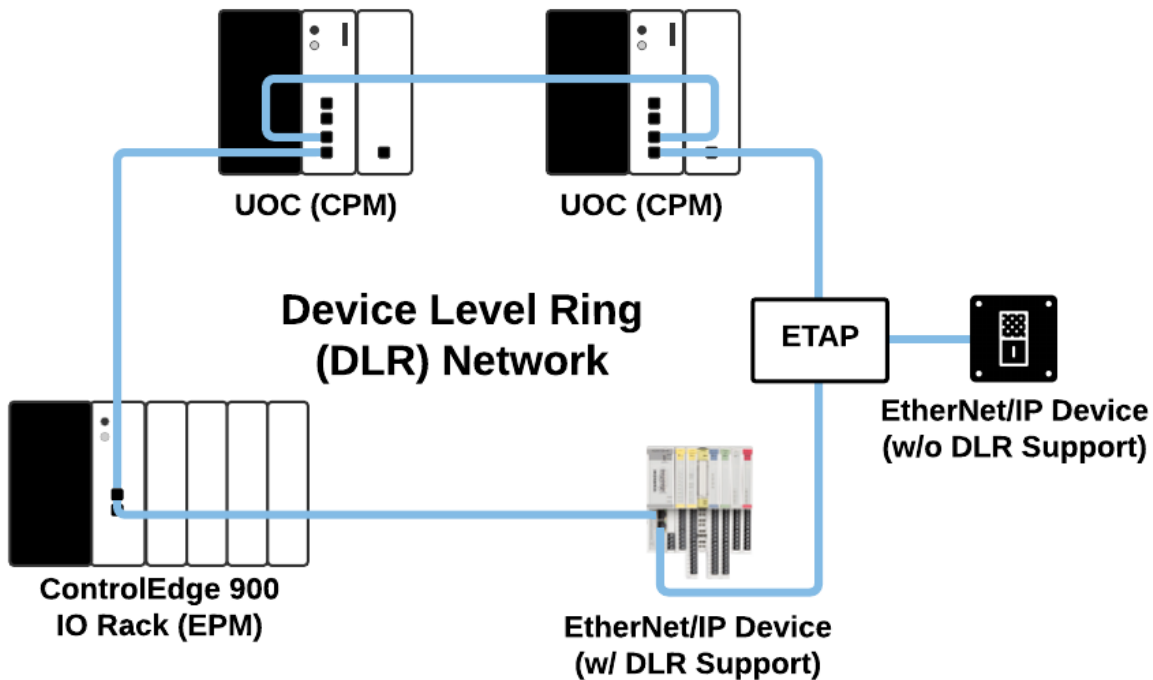 UOC (CPM)
UOC (CPM)
Device Level Ring
(DLR) Network
ETAP
EtherNet/IP Device
(w/o DLR Support)
ControlEdge 900
IO Rack (EPM)
EtherNet/IP Device
(w/ DLR Support)